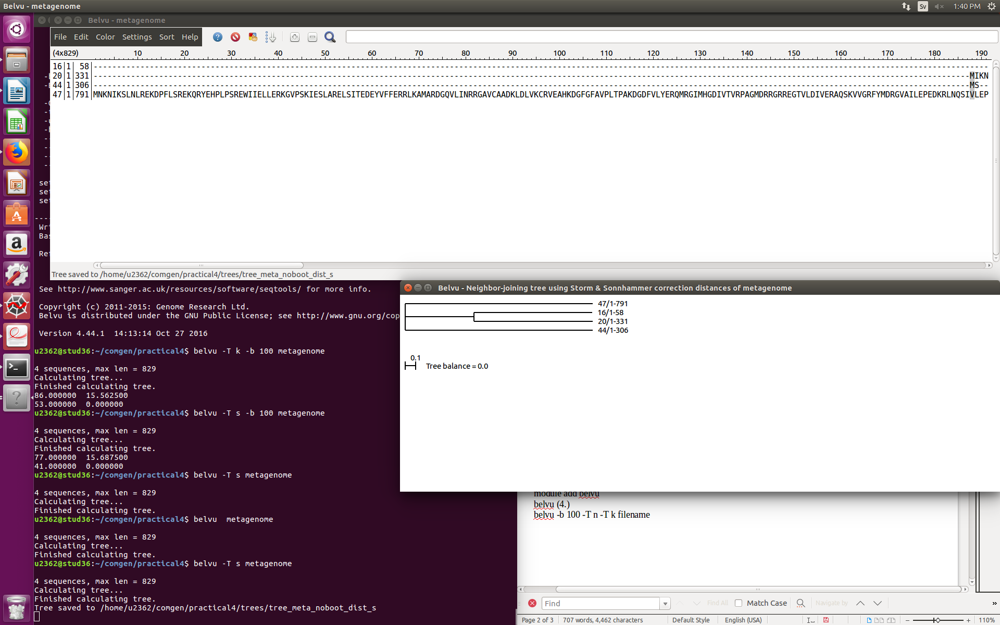 Belvu - metagenome
Sv
1:40 PM
Belvu - metagenome
File Edit Color Settings Sort Help
(4x829) 10 20 30 40 50 60 70 80 90 100 110 120 130 140 150 160 170 180 190
16 1 58
20 1 331 MIKN
44 1 306 MS--
47 1 791 MNKNIKSLNLREKDPFLSREKQRYEHPLPSREWIIELLERKGVPSKIESLARELSITEDEYVFFERRLKAMARDGQVLINRRGAVCAADKLDLVKCRVEAHKDGFGFAVPLTPAKDGDFVLYERQMRGIMHGDIVTVRPAGMDRRGRREGTVLDIVERAQSKVVGRFYMDRGVAILEPEDKRLNQSIVLEP
set
set
set
----
Wri
Bas
Ref
Tree saved to /home/u2362/comgen/practical4/trees/tree_meta_noboot_dist_s
See http://www.sanger.ac.uk/resources/software/seqtools/ for more info.
Copyright (c) 2011-2015: Genome Research Ltd.
Belvu is distributed under the GNU Public License; see http://www.gnu.org/cop
Version 4.44.1  14:13:14 Oct 27 2016
u2362@stud36:~/comgen/practical4$ belvu -T k -b 100 metagenome
4 sequences, max len = 829
Calculating tree...
Finished calculating tree.
86.000000  15.562500
53.000000  0.000000
u2362@stud36:~/comgen/practical4$ belvu -T s -b 100 metagenome
4 sequences, max len = 829
Calculating tree...
Finished calculating tree.
77.000000  15.687500
41.000000  0.000000
u2362@stud36:~/comgen/practical4$ belvu -T s metagenome
4 sequences, max len = 829
Calculating tree...
Finished calculating tree.
u2362@stud36:~/comgen/practical4$ belvu  metagenome
4 sequences, max len = 829
Calculating tree...
Finished calculating tree.
u2362@stud36:~/comgen/practical4$ belvu -T s metagenome
4 sequences, max len = 829
Calculating tree...
Finished calculating tree.
Tree saved to /home/u2362/comgen/practical4/trees/tree_meta_noboot_dist_s
Belvu - Neighbor-joining tree using Storm & Sonnhammer correction distances of metagenome
47/1-791
16/1-58
20/1-331
44/1-306
0.1
Tree balance = 0.0
module add belvu
belvu (4.)
belvu -b 100 -T n -T k filename
Find
Find All
Match Case
Navigate by
»
Page 2 of 3
707 words, 4,462 characters
Default Style
English (USA)
110%